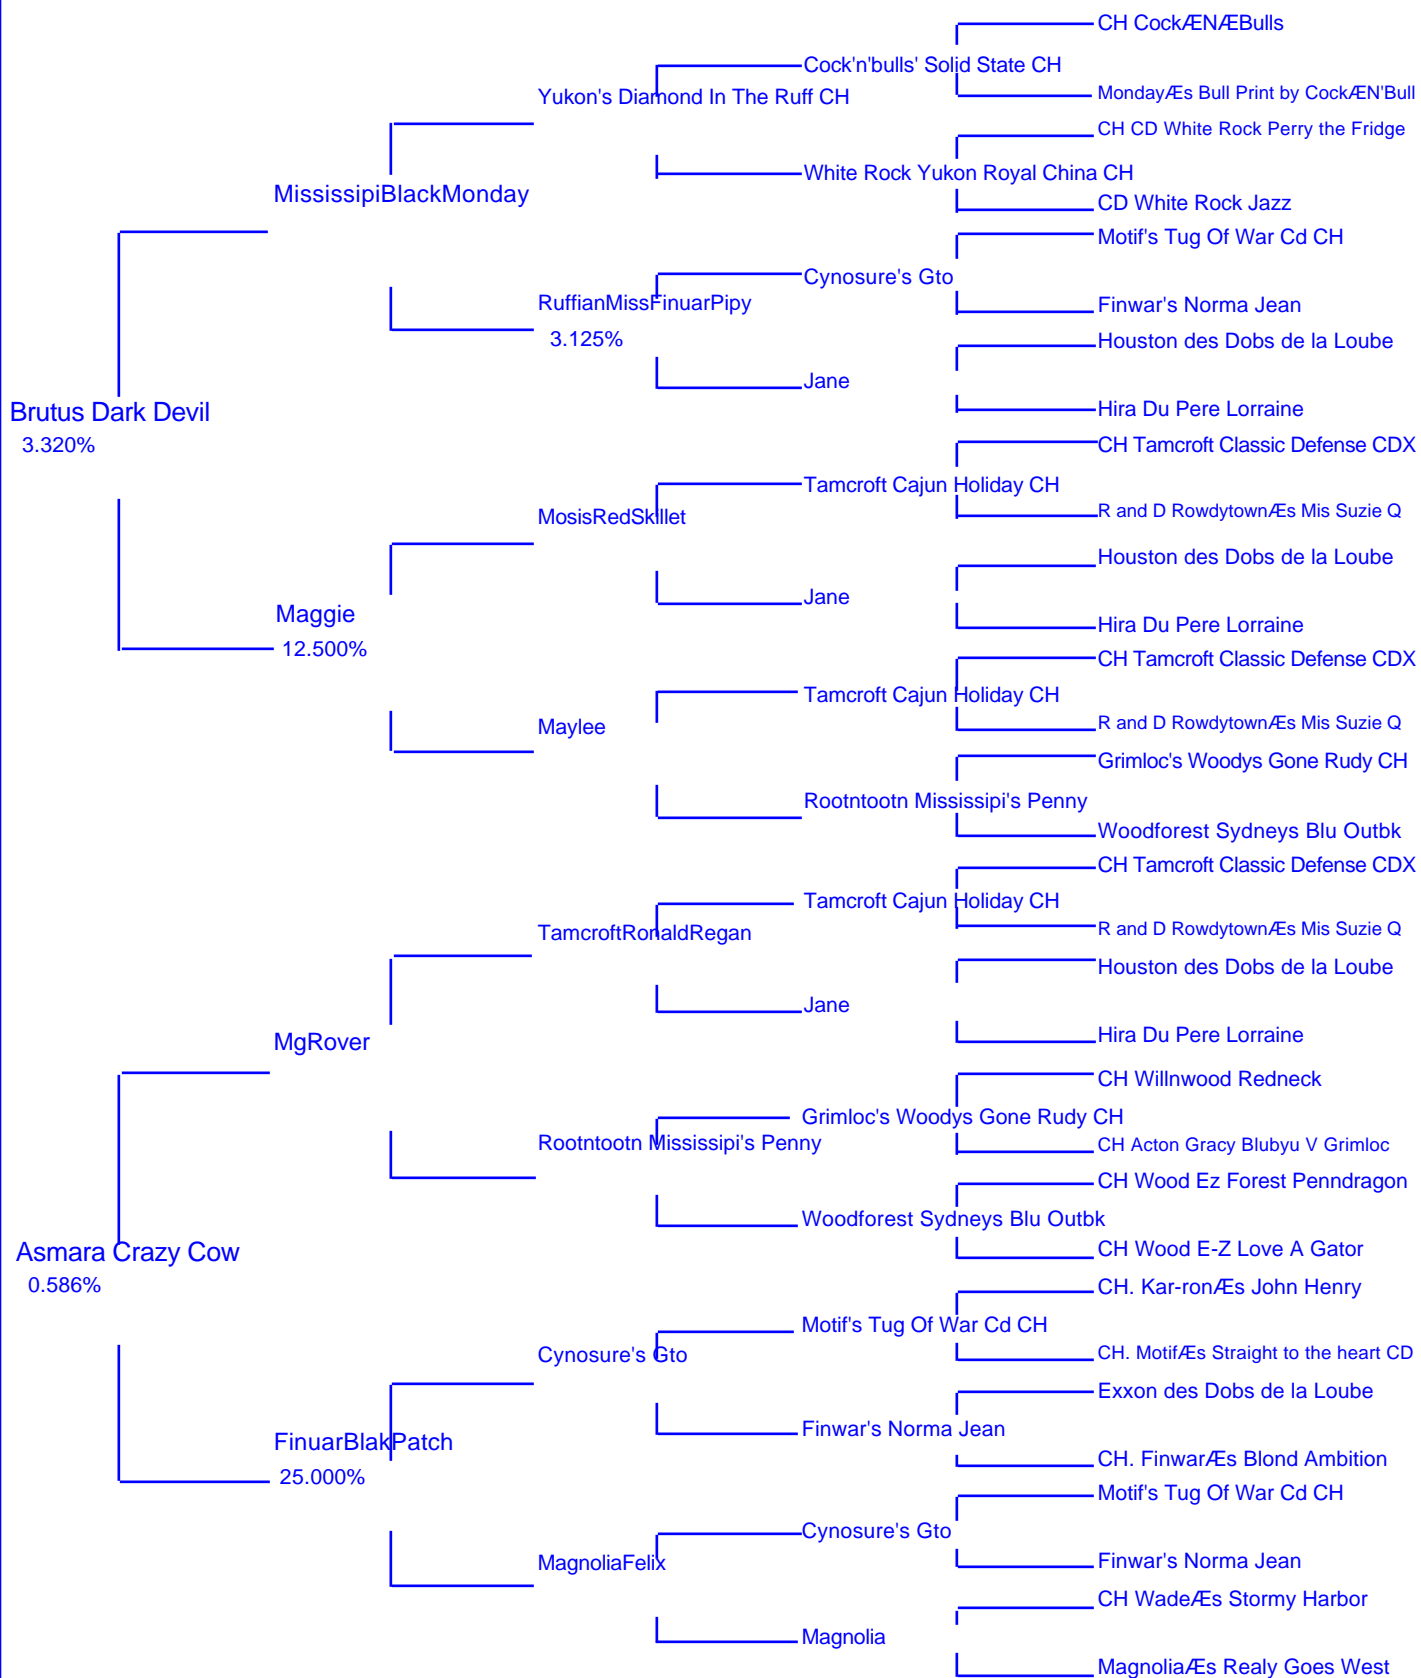 CH CockÆNÆBulls
Cock'n'bulls' Solid State CH
Yukon's Diamond In The Ruff CH
MondayÆs Bull Print by CockÆN'Bull
CH CD White Rock Perry the Fridge
White Rock Yukon Royal China CH
MississipiBlackMonday
CD White Rock Jazz
Motif's Tug Of War Cd CH
Cynosure's Gto
RuffianMissFinuarPipy
Finwar's Norma Jean
3.125%
Houston des Dobs de la Loube
Jane
Hira Du Pere Lorraine
Brutus Dark Devil
3.320%
CH Tamcroft Classic Defense CDX
Tamcroft Cajun Holiday CH
MosisRedSkillet
R and D RowdytownÆs Mis Suzie Q
Houston des Dobs de la Loube
Jane
Maggie
Hira Du Pere Lorraine
12.500%
CH Tamcroft Classic Defense CDX
Tamcroft Cajun Holiday CH
Maylee
R and D RowdytownÆs Mis Suzie Q
Grimloc's Woodys Gone Rudy CH
Rootntootn Mississipi's Penny
Woodforest Sydneys Blu Outbk
CH Tamcroft Classic Defense CDX
Tamcroft Cajun Holiday CH
TamcroftRonaldRegan
R and D RowdytownÆs Mis Suzie Q
Houston des Dobs de la Loube
Jane
MgRover
Hira Du Pere Lorraine
CH Willnwood Redneck
Grimloc's Woodys Gone Rudy CH
Rootntootn Mississipi's Penny
CH Acton Gracy Blubyu V Grimloc
CH Wood Ez Forest Penndragon
Woodforest Sydneys Blu Outbk
Asmara Crazy Cow
CH Wood E-Z Love A Gator
0.586%
CH. Kar-ronÆs John Henry
Motif's Tug Of War Cd CH
Cynosure's Gto
CH. MotifÆs Straight to the heart CD
Exxon des Dobs de la Loube
Finwar's Norma Jean
FinuarBlakPatch
CH. FinwarÆs Blond Ambition
25.000%
Motif's Tug Of War Cd CH
Cynosure's Gto
MagnoliaFelix
Finwar's Norma Jean
CH WadeÆs Stormy Harbor
Magnolia
MagnoliaÆs Realy Goes West